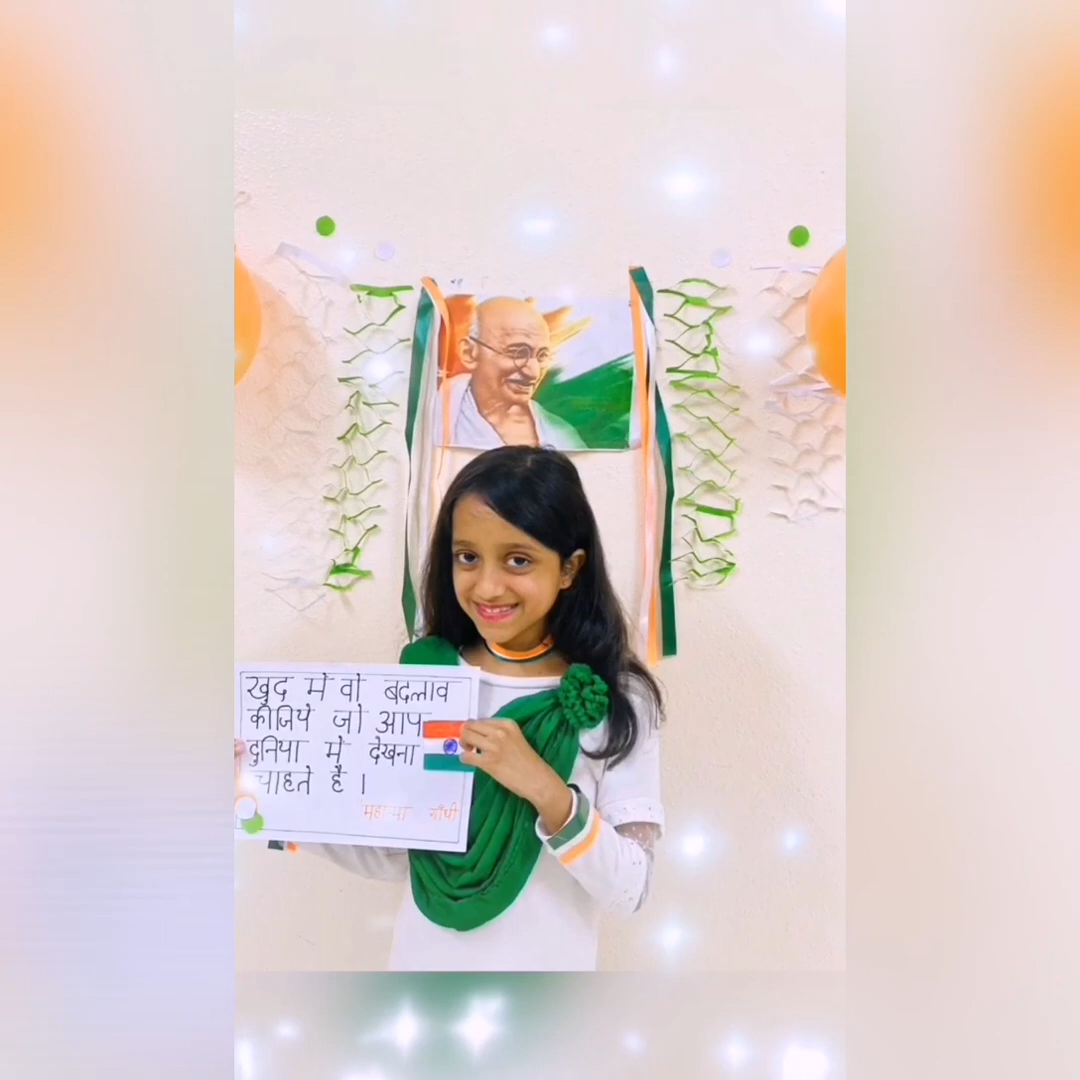 खुद में वो बदलाव
कीजिये जो आप
दुनिया में देखना
चाहते है ।
महात्मा गाँधी